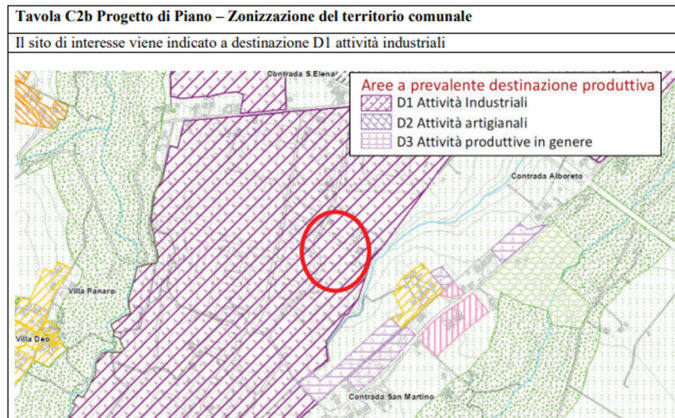 Tavola C2b Progetto di Piano – Zonizzazione del territorio comunale
Il sito di interesse viene indicato a destinazione D1 attività industriali
Contrada S.Elena
Aree a prevalente destinazione produttiva
D1 Attività Industriali
D2 Attività artigianali
D3 Attività produttive in genere
Contrada Alboreto
Villa Panaro
Villa Deo
Contrada San Martino